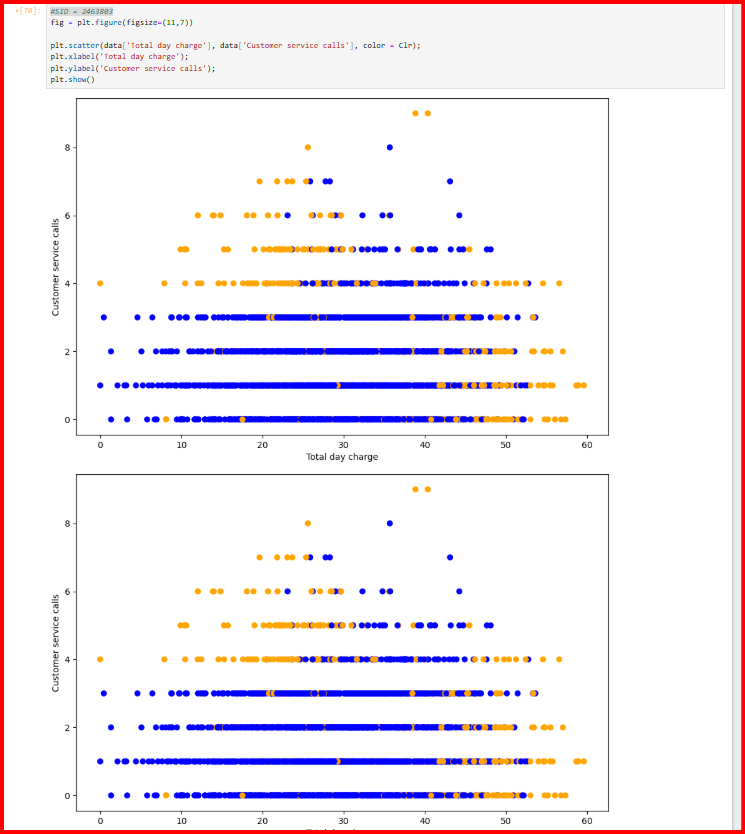 [70]:
#SID = 2463803
fig = plt.figure(figsize=(11,7))
plt.scatter(data['Total day charge'], data['Customer service calls'], color = Clr);
plt.xlabel('Total day charge');
plt.ylabel('Customer service calls');
plt.show()
8
6
4
2
0
Customer service calls
0 10 20 30 40 50 60
Total day charge
8
6
4
2
0
Customer service calls
0 10 20 30 40 50 60